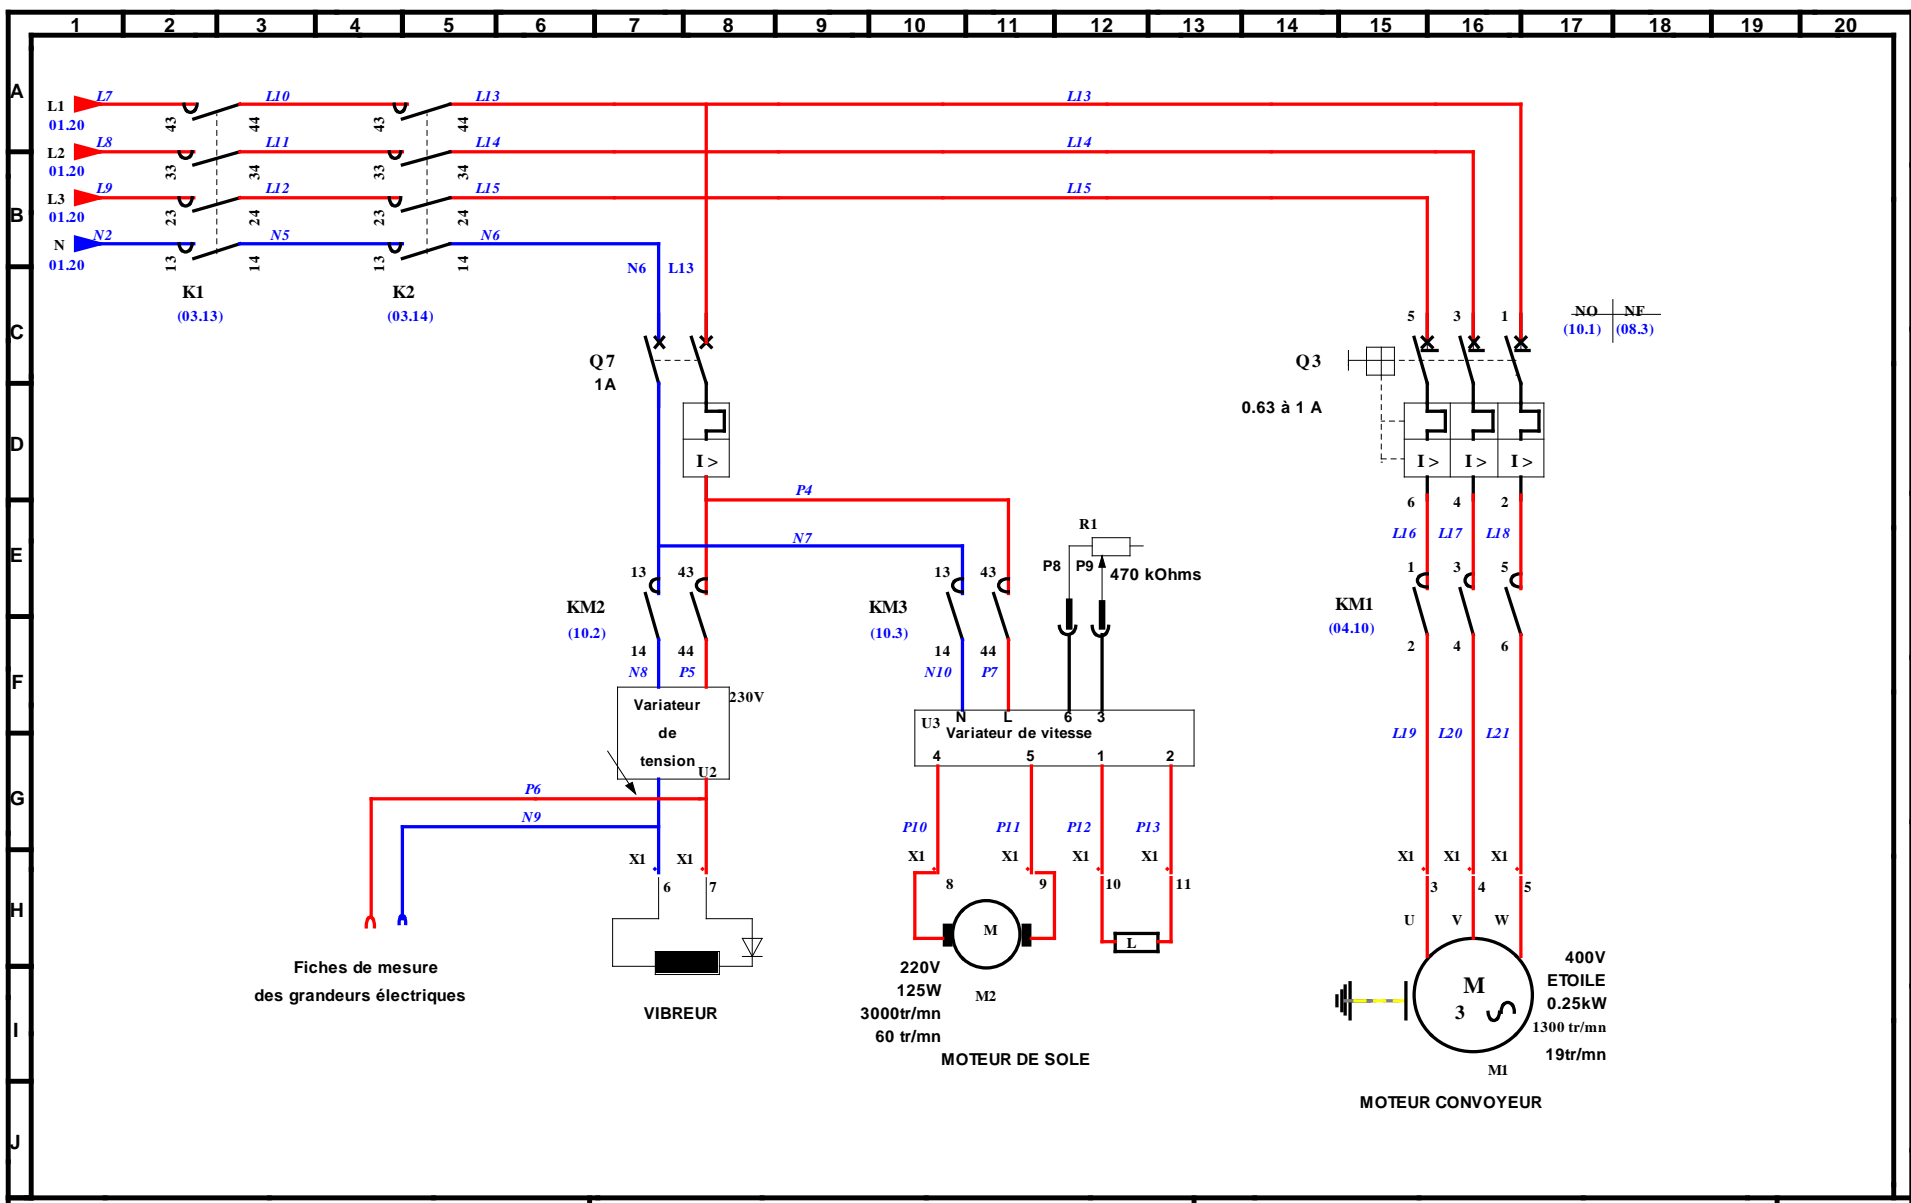 1 2 3 4 5 6 7 8 9 10 11 12 13 14 15 16 17 18 19 20
A
B
C
D
E
F
G
H
I
J
L1 L7 L10 L13 L13
01.20
43 44 43 44
L2 L8 L11 L14 L14
01.20
33 34 33 34
L3 L9 L12 L15 L15
01.20
23 24 23 24
N N2 N5 N6
01.20
13 14 13 14
N6 L13
K1 K2
(03.13) (03.14)
5 3 1
NO NF
(10.1) (08.3)
Q7
1A
Q3
0.63 à 1 A
I > I > I > I >
P4
6 4 2
N7
L16 L17 L18
R1
P8 P9
470 kOhms
13 43 13 43
1 3 5
KM2
(10.2)
KM3
(10.3)
KM1
(04.10)
14 44 14 44
2 4 6
N8 P5 N10 P7
230V
Variateur
de
tension
U2
N L 6 3
U3
Variateur de vitesse
4 5 1 2
L19 L20 L21
P6
N9
P10 P11 P12 P13
X1 X1 X1 X1 X1 X1 X1 X1 X1
6 7 8 9 10 11 3 4 5
U V W
M
L
Fiches de mesure
des grandeurs électriques
VIBREUR
220V
125W
3000tr/mn
60 tr/mn
M2
MOTEUR DE SOLE
M
3
400V
ETOILE
0.25kW
1300 tr/mn
19tr/mn
M1
MOTEUR CONVOYEUR